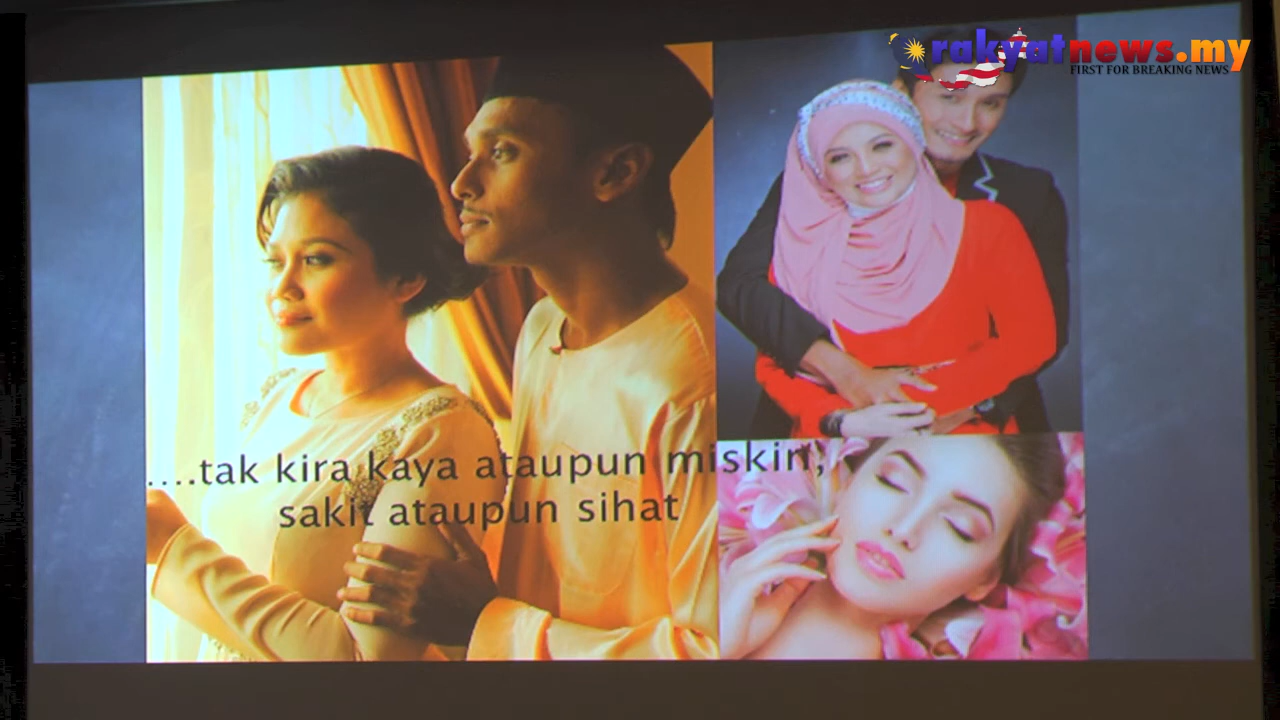 rakyatnews.my
FIRST FOR BREAKING NEWS
....tak kira kaya ataupun miskin,
sakit ataupun sihat